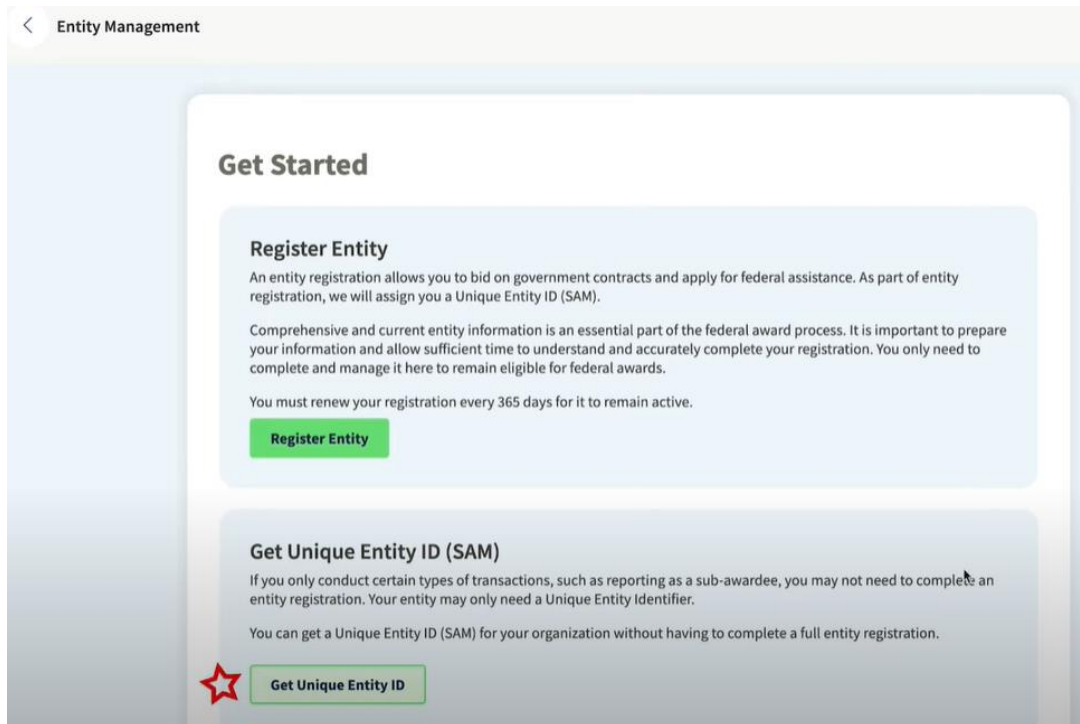 Entity Management
Get Started
Register Entity
An entity registration allows you to bid on government contracts and apply for federal assistance. As part of entity
registration, we will assign you a Unique Entity ID (SAM).
Comprehensive and current entity information is an essential part of the federal award process. It is important to prepare
your information and allow sufficient time to understand and accurately complete your registration. You only need to
complete and manage it here to remain eligible for federal awards.
You must renew your registration every 365 days for it to remain active.
Register Entity
Get Unique Entity ID (SAM)
If you only conduct certain types of transactions, such as reporting as a sub-awardee, you may not need to complete an
entity registration. Your entity may only need a Unique Entity Identifier.
You can get a Unique Entity ID (SAM) for your organization without having to complete a full entity registration.
Get Unique Entity ID